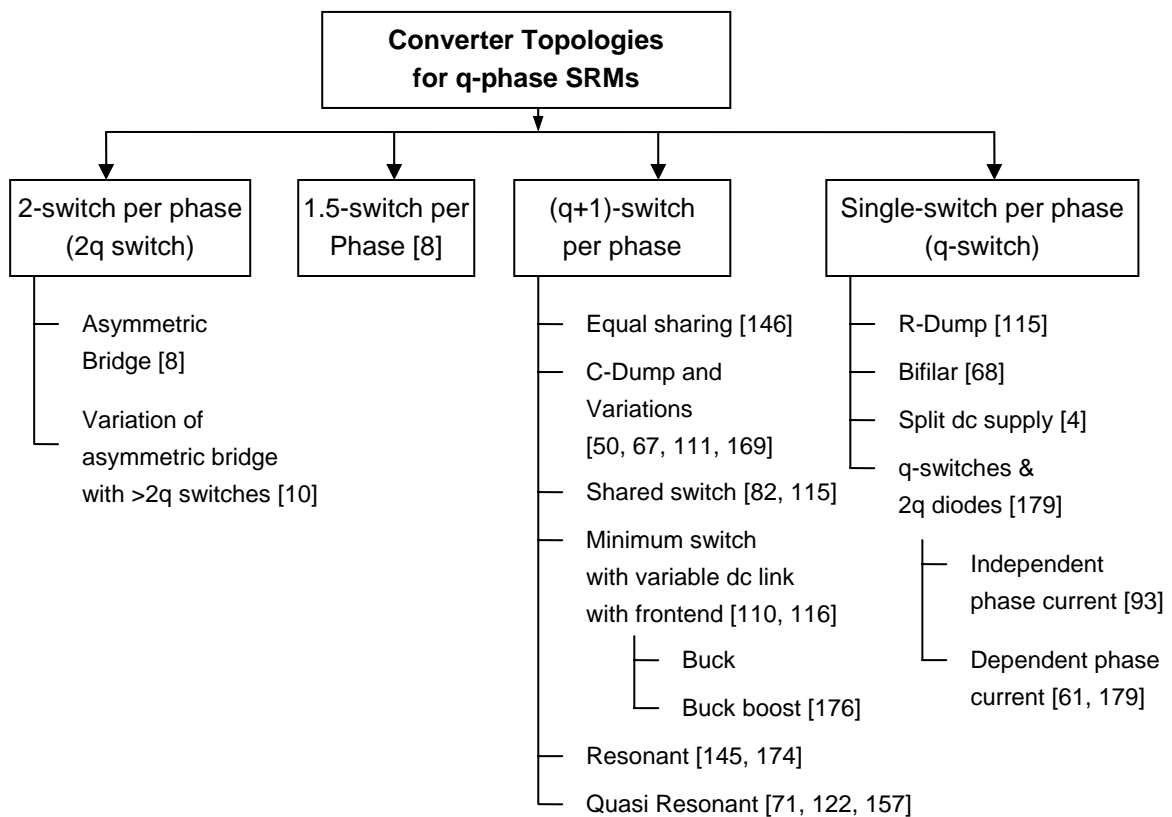 Converter Topologies
for q-phase SRMs
2-switch per phase
(2q switch)
Asymmetric
Bridge [8]
Variation of
asymmetric bridge
with >2q switches [10]
1.5-switch per
Phase [8]
(q+1)-switch
per phase
Equal sharing [146]
C-Dump and
Variations
[50, 67, 111, 169]
Shared switch [82, 115]
Minimum switch
with variable dc link
with frontend [110, 116]
Buck
Buck boost [176]
Resonant [145, 174]
Quasi Resonant [71, 122, 157]
Single-switch per phase
(q-switch)
R-Dump [115]
Bifilar [68]
Split dc supply [4]
q-switches &
2q diodes [179]
Independent
phase current [93]
Dependent phase
current [61, 179]